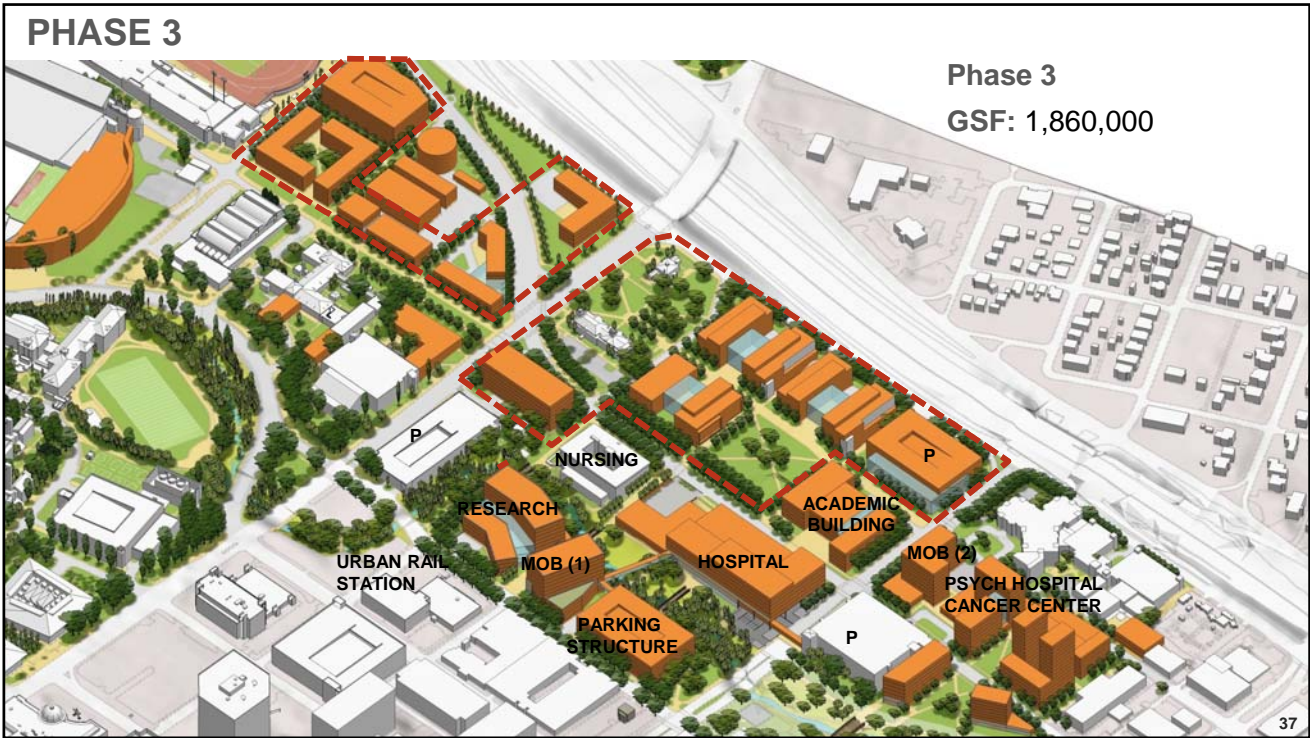 PHASE 3
Phase 3
GSF: 1,860,000
P
NURSING
P
RESEARCH
ACADEMIC
BUILDING
URBAN RAIL
STATION
MOB (1)
HOSPITAL
MOB (2)
PSYCH HOSPITAL
CANCER CENTER
PARKING
STRUCTURE
P
37